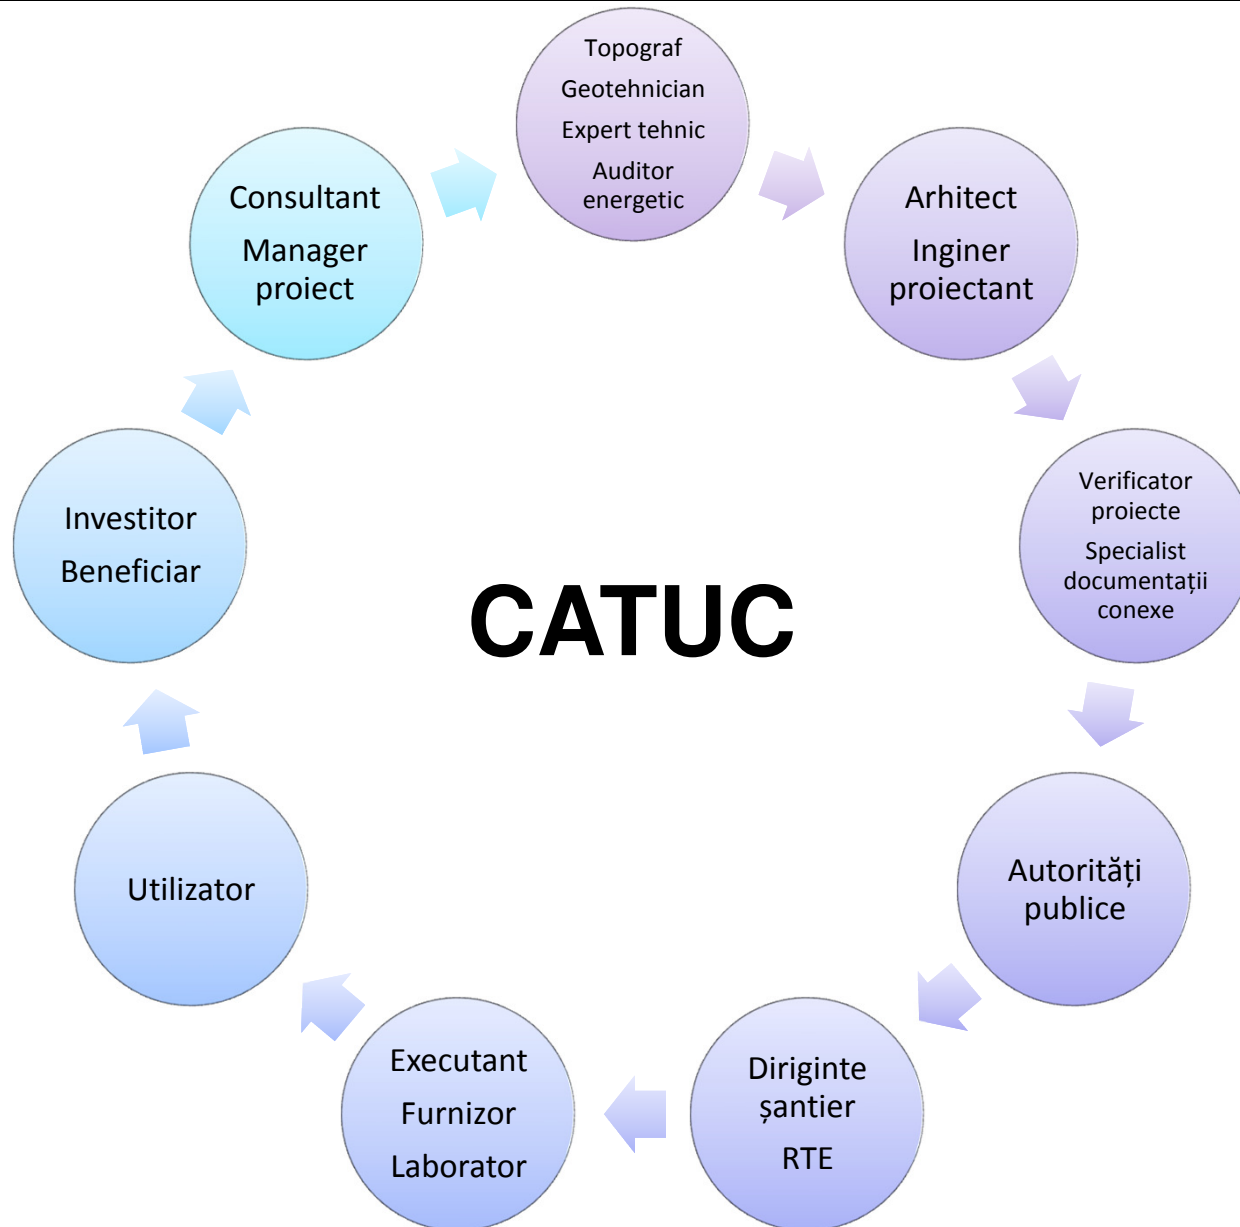 Topograf
Geotehnician
Expert tehnic
Auditor
energetic
Arhitect
Inginer
proiectant
Verificator
proiecte
Specialist
documentații
conexe
Autorități
publice
Diriginte
șantier
RTE
Executant
Furnizor
Laborator
Utilizator
Investitor
Beneficiar
Consultant
Manager
proiect
CATUC